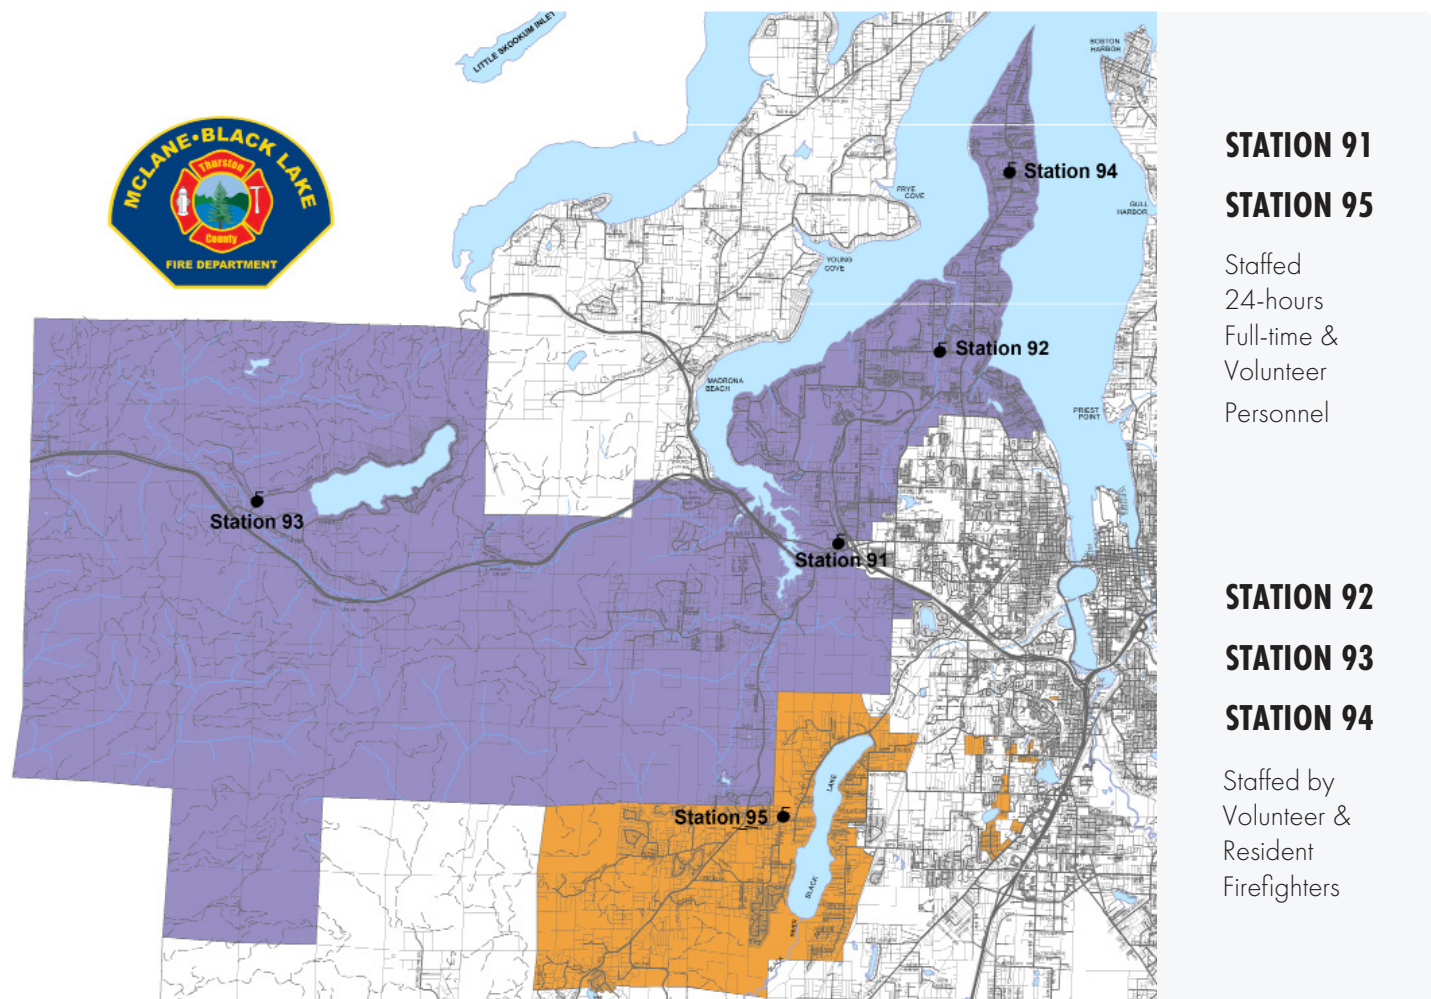 LITTLE SKOOKUM INLET
BOSTON
HARBOR
MCLANE•BLACK LAKE
Thurston
County
FIRE DEPARTMENT
Station 94
FRYE
COVE
GULL
HARBOR
YOUNG
COVE
Station 92
MADRONA
BEACH
PRIEST
POINT
Station 93
Station 91
Station 95
BLACK
LAKE
BLACK
RIVER
STATION 91
STATION 95
Staffed
24-hours
Full-time &
Volunteer
Personnel
STATION 92
STATION 93
STATION 94
Staffed by
Volunteer &
Resident
Firefighters